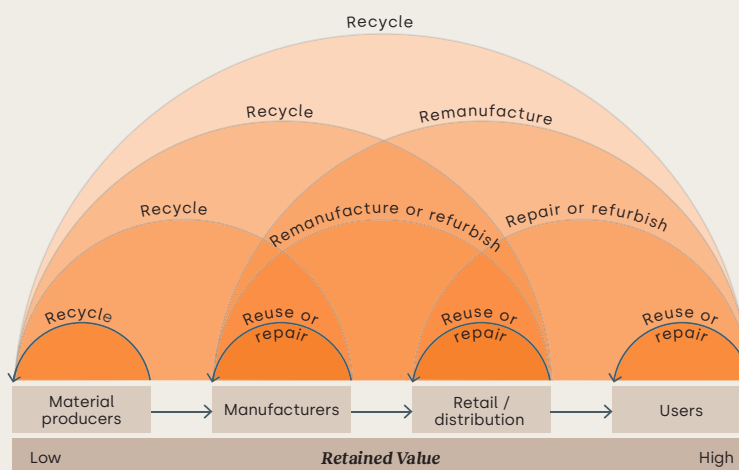 Recycle
Recycle
Remanufacture
Recycle
Remanufacture or refurbish
Repair or refurbish
Recycle
Reuse or
repair
Reuse or
repair
Reuse or
repair
Material
producers
Manufacturers
Retail /
distribution
Users
Low
Retained Value
High